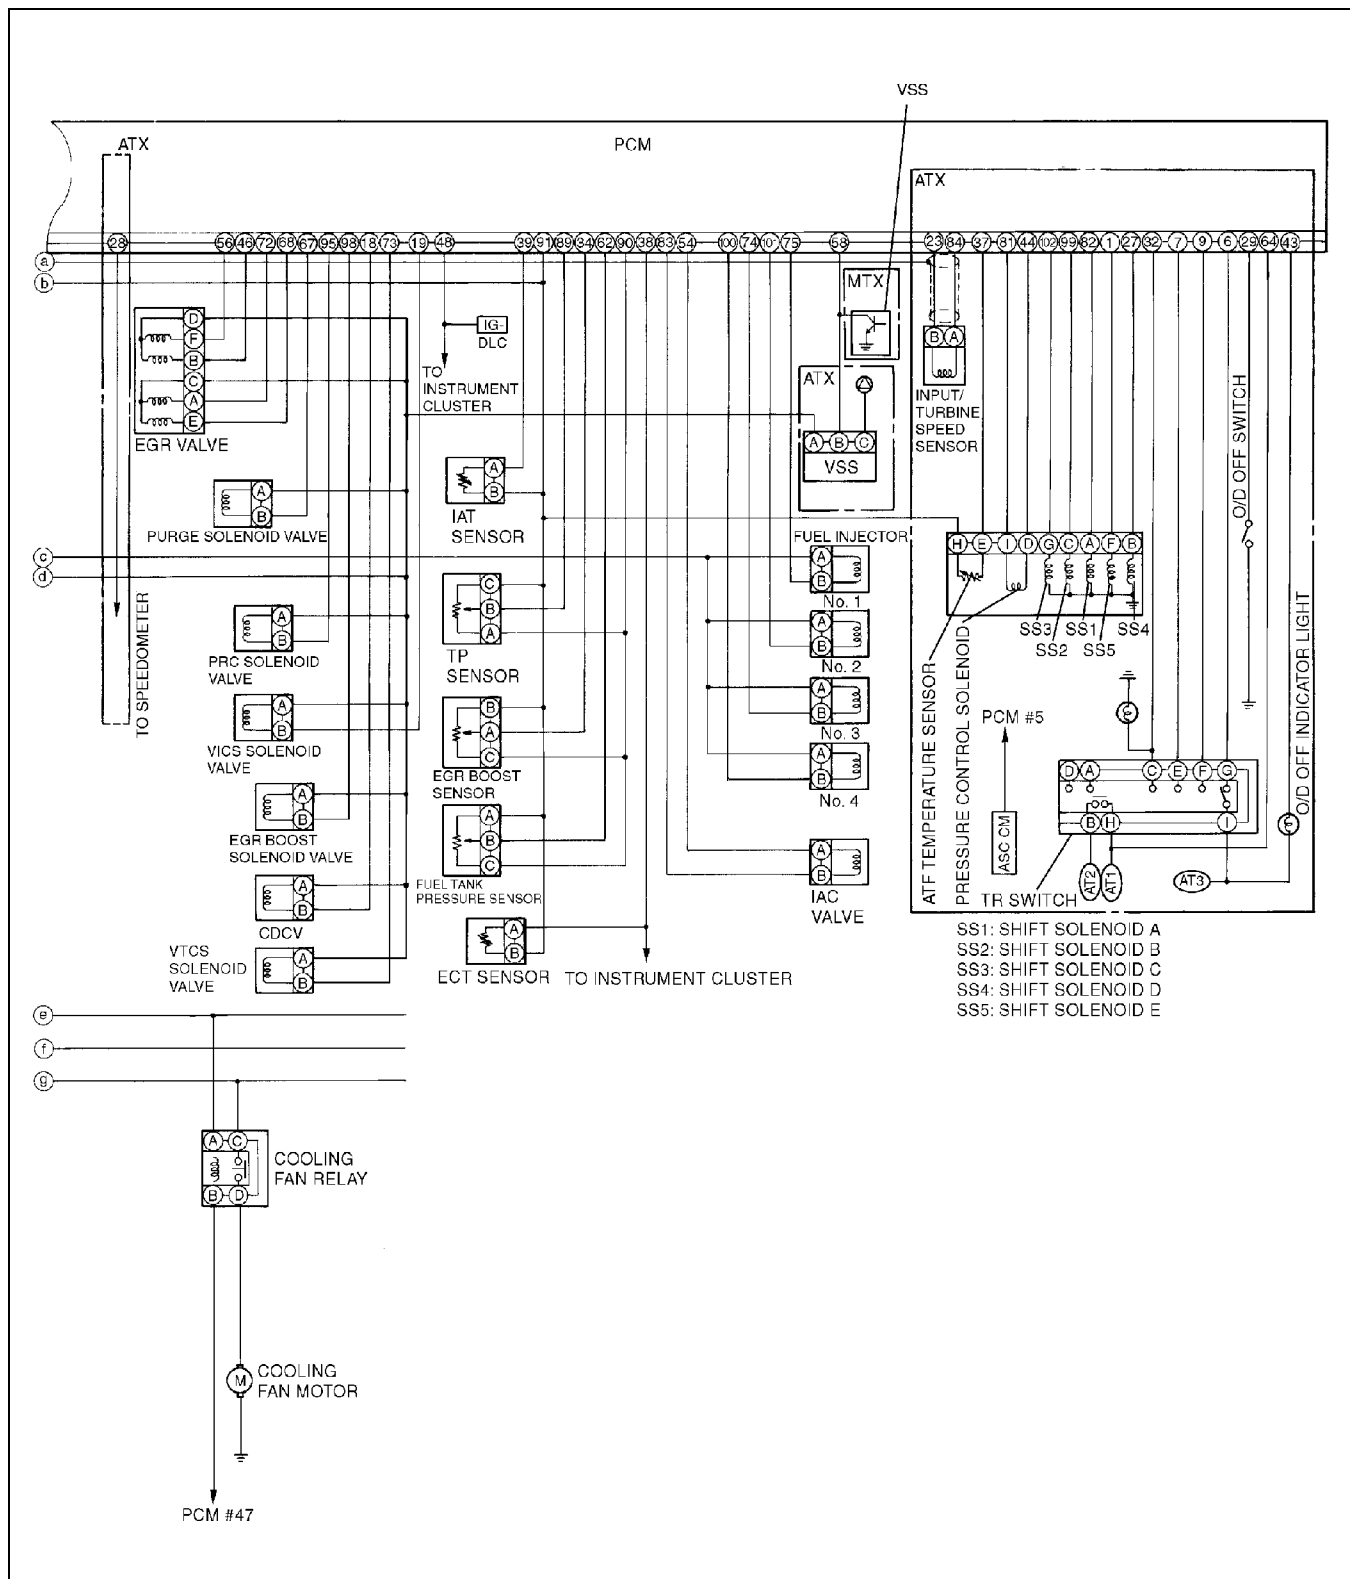 VSS
ATX
PCM
ATX
28 56 46 72 68 67 95 98 18 73 19 48 39 91 89 34 62 90 38 83 54 100 74 101 75 58 23 84 37 81 44 102 99 82 1 27 32 7 9 6 29 64 43
a
b
D
F
B
C
A
E
EGR VALVE
IG-
DLC
TO
INSTRUMENT
CLUSTER
MTX
ATX
A B C
VSS
B A
INPUT/
TURBINE
SPEED
SENSOR
O/D OFF SWITCH
A
B
PURGE SOLENOID VALVE
A
B
IAT
SENSOR
c
d
TO SPEEDOMETER
A
B
PRC SOLENOID
VALVE
A
B
VICS SOLENOID
VALVE
A
B
EGR BOOST
SOLENOID VALVE
A
B
CDCV
A
B
VTCS
SOLENOID
VALVE
C
B
A
TP
SENSOR
B
A
C
EGR BOOST
SENSOR
A
B
C
FUEL TANK
PRESSURE SENSOR
A
B
ECT SENSOR
TO INSTRUMENT CLUSTER
FUEL INJECTOR
A
B
No. 1
A
B
No. 2
A
B
No. 3
A
B
No. 4
A
B
IAC
VALVE
H E I D G C A F B
SS3 SS1 SS4
SS2 SS5
ATF TEMPERATURE SENSOR
PRESSURE CONTROL SOLENOID
PCM #5
ASC CM
D A C E F G
B H I
AT2 AT1 AT3
TR SWITCH
O/D OFF INDICATOR LIGHT
SS1: SHIFT SOLENOID A
SS2: SHIFT SOLENOID B
SS3: SHIFT SOLENOID C
SS4: SHIFT SOLENOID D
SS5: SHIFT SOLENOID E
e
f
g
A C
B D
COOLING
FAN RELAY
M
COOLING
FAN MOTOR
PCM #47